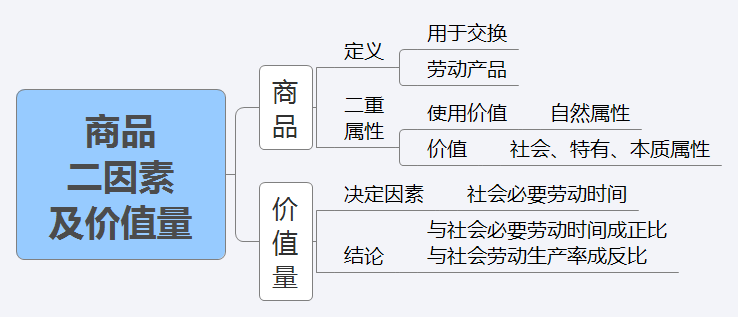 商品
二因素
及价值量
商
品
定义
用于交换
劳动产品
二重
属性
使用价值 自然属性
价值 社会、特有、本质属性
价
值
量
决定因素 社会必要劳动时间
结论
与社会必要劳动时间成正比
与社会劳动生产率成反比